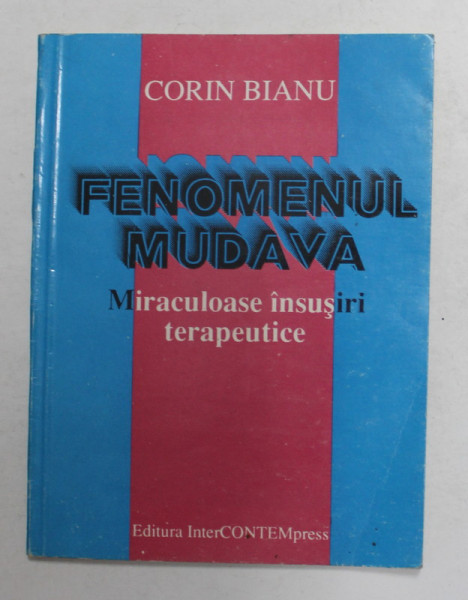 CORIN BIANU
FENOMENUL
MUDAVA
Miraculoase însuşiri
terapeutice
Editura InterCONTEMpress